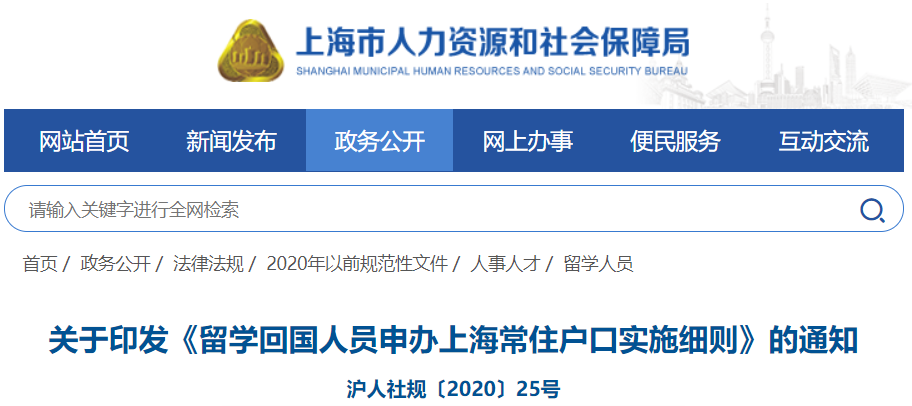 上海市人力资源和社会保障局
SHANGHAI MUNICIPAL HUMAN RESOURCES AND SOCIAL SECURITY BUREAU
网站首页 新闻发布 政务公开 网上办事 便民服务 互动交流
请输入关键字进行全网检索
首页 / 政务公开 / 法律法规 / 2020年以前规范性文件 / 人事人才 / 留学人员
关于印发《留学回国人员申办上海常住户口实施细则》的通知
沪人社规〔2020〕25号